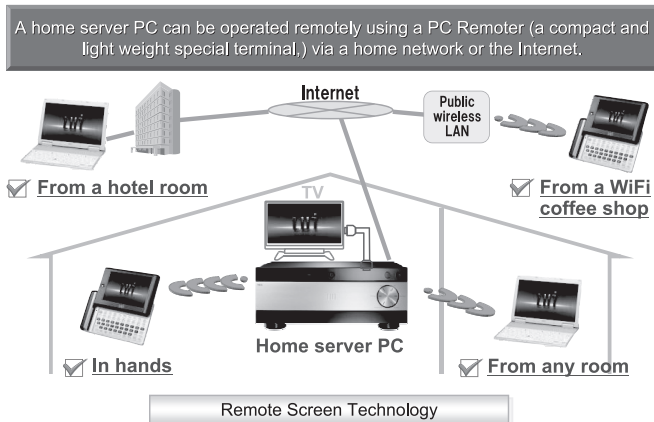 A home server PC can be operated remotely using a PC Remoter (a compact and
light weight special terminal,) via a home network or the Internet.
Internet
Public
wireless
LAN
From a hotel room
From a WiFi
coffee shop
TV
Home server PC
In hands
From any room
Remote Screen Technology